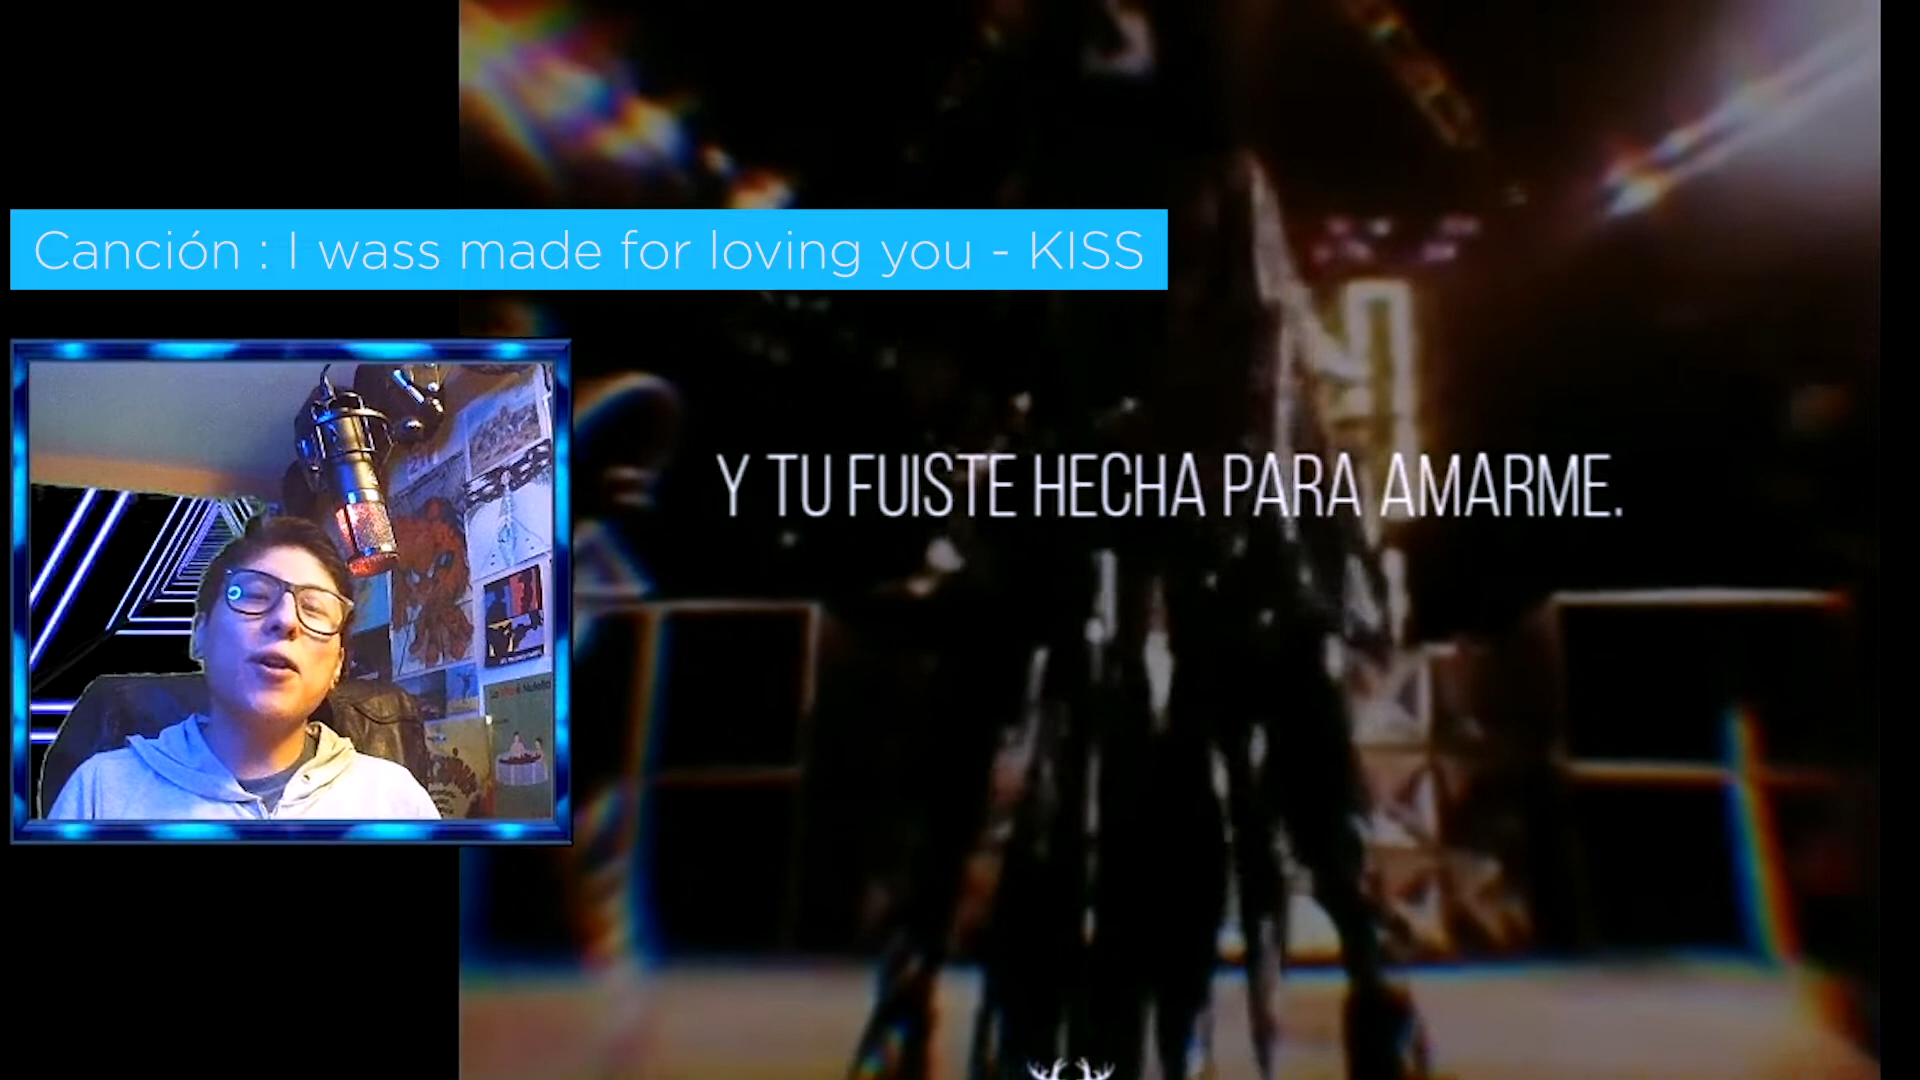 Canción : I wass made for loving you - KISS
Y TU FUISTE HECHA PARA AMARME.